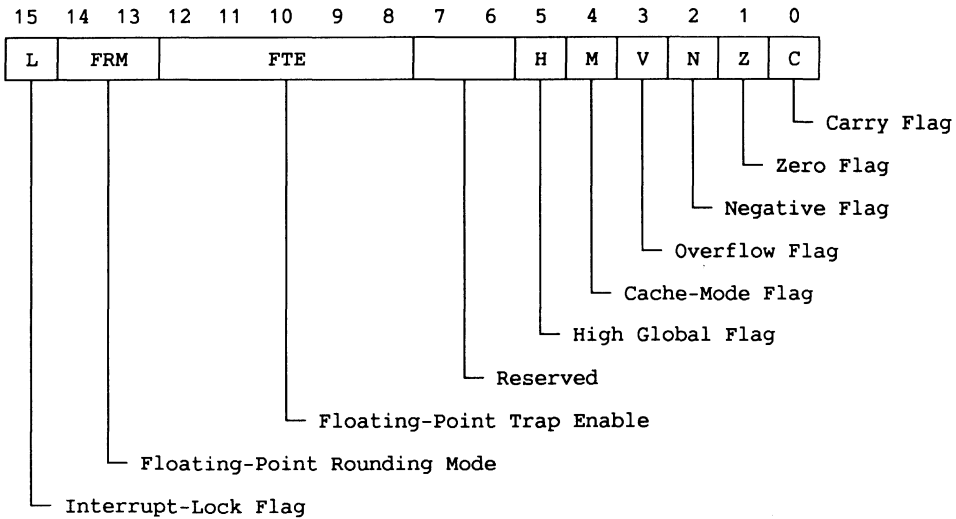 15 14 13 12 11 10 9 8 7 6 5 4 3 2 1 0
L FRM FTE H M V N Z C
Carry Flag
Zero Flag
Negative Flag
Overflow Flag
Cache-Mode Flag
High Global Flag
Reserved
Floating-Point Trap Enable
Floating-Point Rounding Mode
Interrupt-Lock Flag